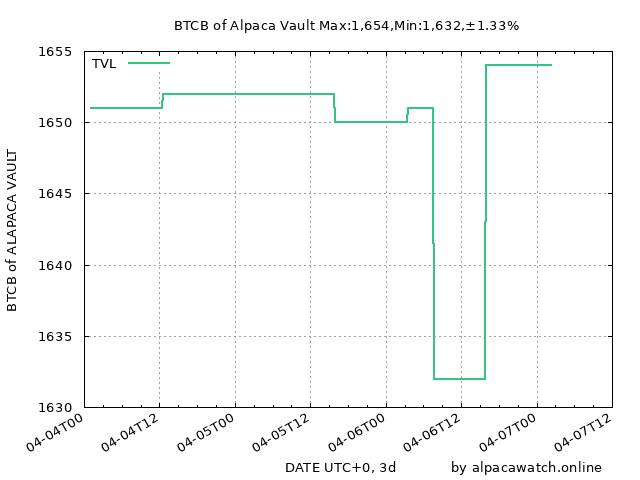 BTCB of Alpaca Vault Max:1,654,Min:1,632,±1.33%
TVL
BTCB of ALAPACA VAULT
1655
1650
1645
1640
1635
1630
04-04T00
04-04T12
04-05T00
04-05T12
04-06T00
04-06T12
04-07T00
04-07T12
DATE UTC+0, 3d
by alpacawatch.online